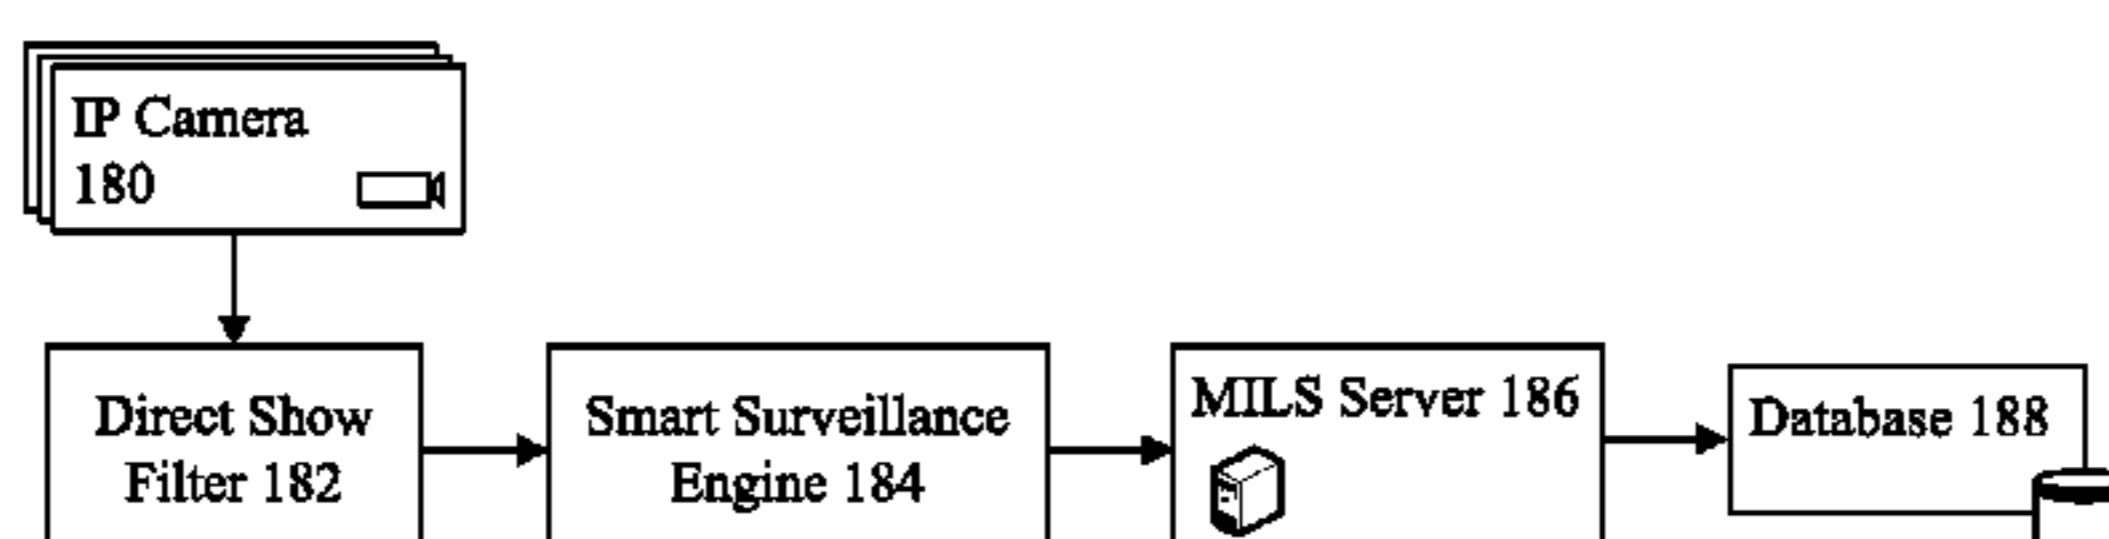 IP Camera
180
Direct Show
Filter 182
Smart Surveillance
Engine 184
MILS Server 186
Database 188